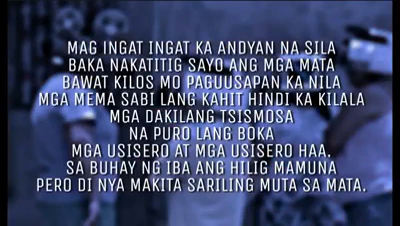 MAG INGAT INGAT KA ANDYAN NA SILA
BAKA NAKATITIG SAYO ANG MGA MATA
BAWAT KILOS MO PAGUUSAPAN KA NILA
MGA MEMA SABI LANG KAHIT HINDI KA KILALA
MGA DAKILANG TSISMOSA
NA PURO LANG BOKA
MGA USISERO AT MGA USISERO HAA.
SA BUHAY NG IBA ANG HILIG MAMUNA
PERO DI NYA MAKITA SARILING MUTA SA MATA.